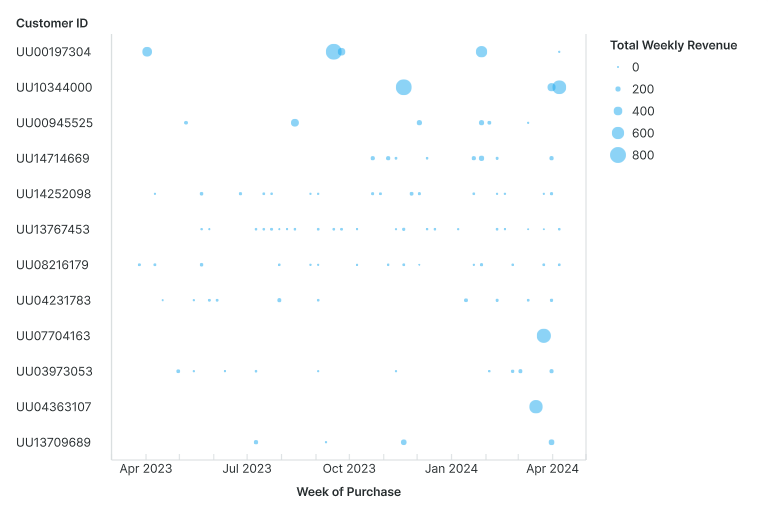 Customer ID
UU00197304
UU10344000
UU00945525
UU14714669
UU14252098
UU13767453
UU08216179
UU04231783
UU07704163
UU03973053
UU04363107
UU13709689
Apr 2023 Jul 2023 Oct 2023 Jan 2024 Apr 2024
Week of Purchase
Total Weekly Revenue
0
200
400
600
800